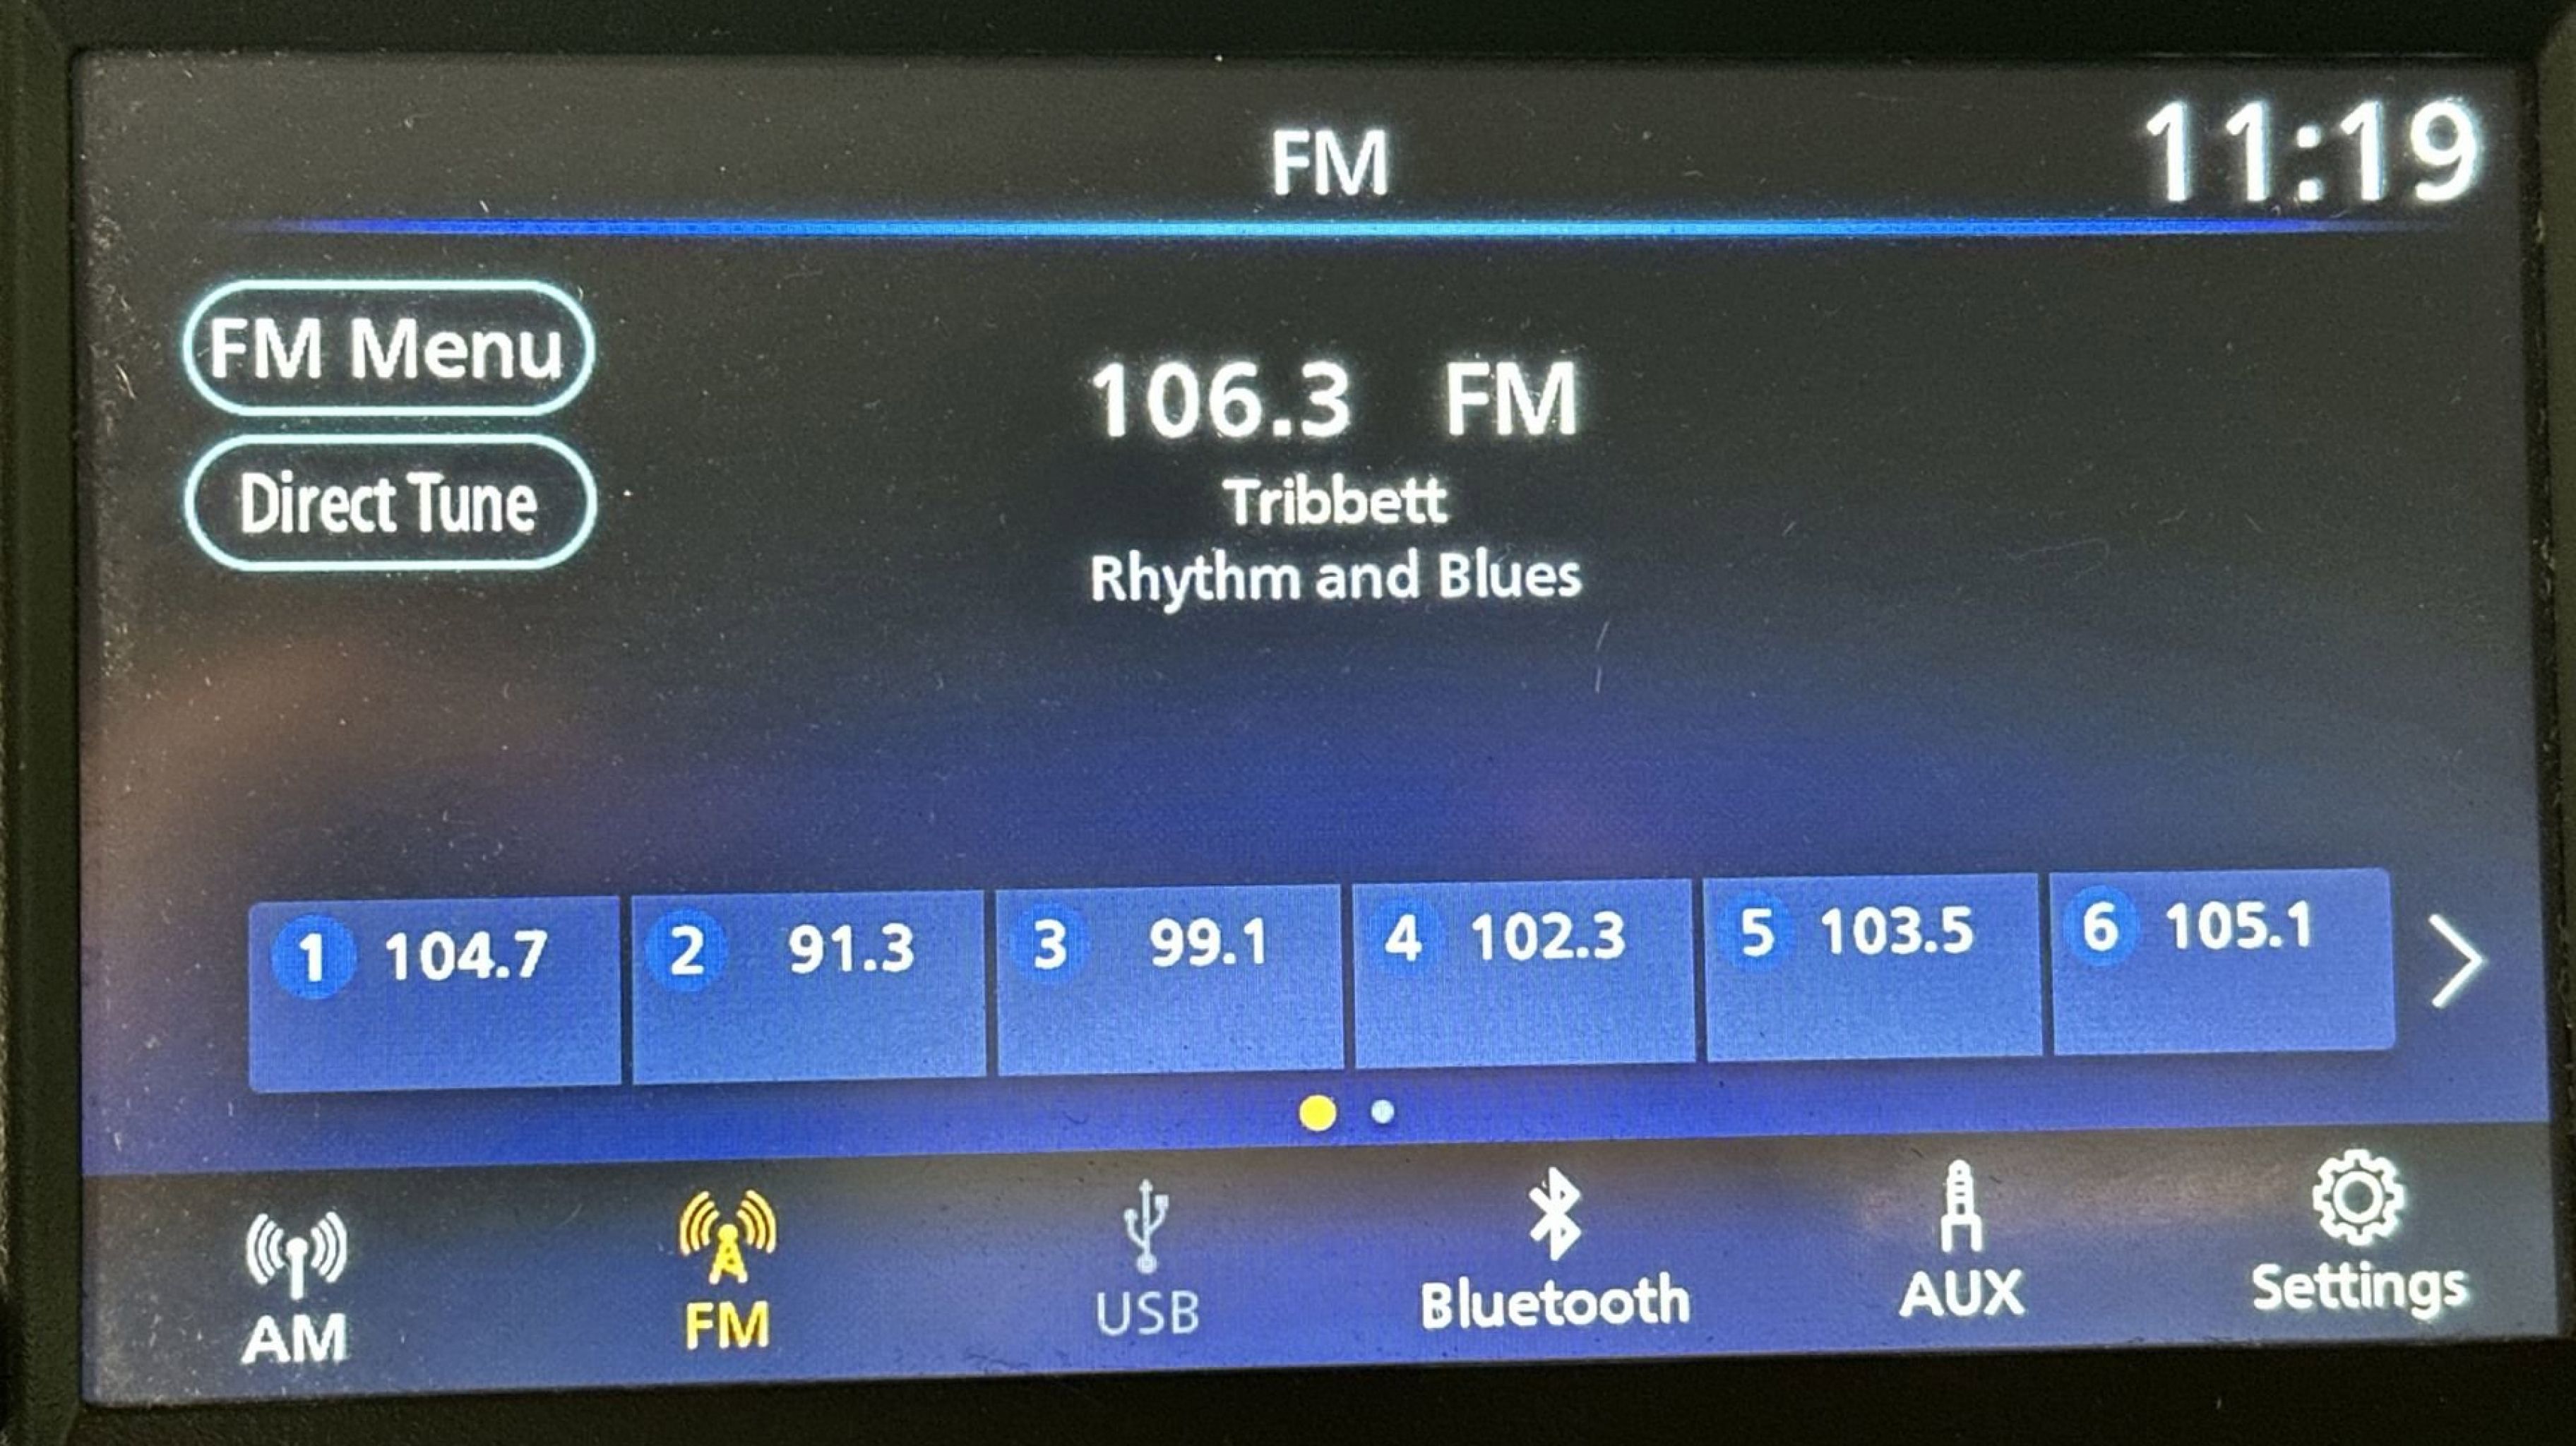 FM
11:19
FM Menu
Direct Tune
106.3 FM
Tribbett
Rhythm and Blues
1 104.7
2 91.3
3 99.1
4 102.3
5 103.5
6 105.1
AM
FM
USB
Bluetooth
AUX
Settings